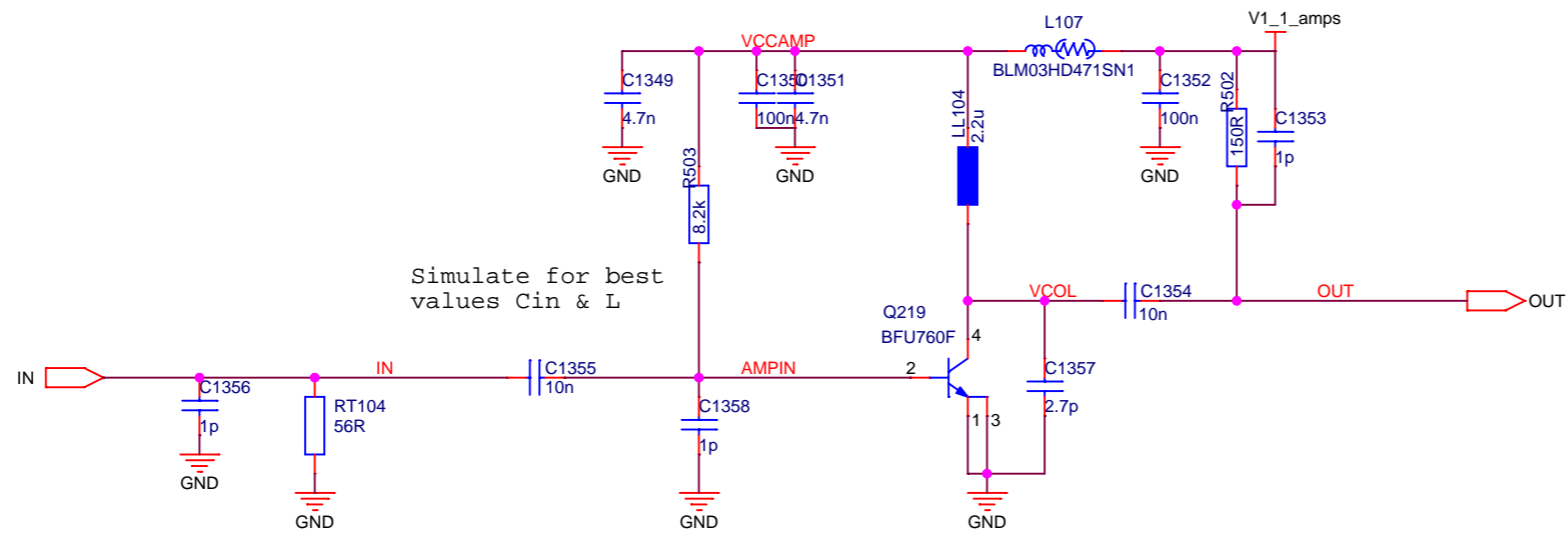 V1_1_amps
L107
BLM03HD471SN1
VCCAMP
C1349
4.7n
GND
C1350
100n
C1351
4.7n
GND
LL104
2.2u
C1352
100n
GND
R502
150R
C1353
1p
R503
8.2k
Simulate for best
values Cin & L
VCOL
C1354
10n
OUT
OUT
Q219
BFU760F
4
2
1
3
C1357
2.7p
GND
IN
IN
C1356
1p
GND
RT104
56R
GND
C1355
10n
AMPIN
C1358
1p
GND